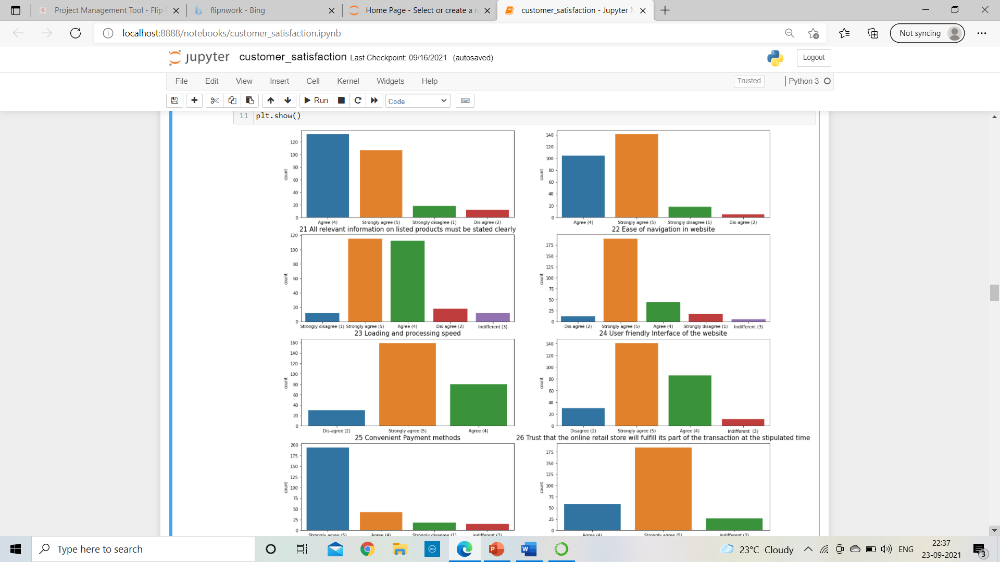 Project Management Tool - Flip
flipnwork - Bing
Home Page - Select or create a n
customer_satisfaction - Jupyter N
localhost:8888/notebooks/customer_satisfaction.ipynb
Not syncing
jupyter customer_satisfaction Last Checkpoint: 09/16/2021 (autosaved)
Logout
File Edit View Insert Cell Kernel Widgets Help
Trusted
Python 3
Run
Code
11 plt.show()
120
100
80
60
40
20
0
count
Agree (4) Strongly agree (5) Strongly disagree (1) Dis-agree (2)
21 All relevant information on listed products must be stated clearly
140
120
100
80
60
40
20
0
count
Agree (4) Strongly agree (5) Strongly disagree (1) Dis-agree (2)
22 Ease of navigation in website
120
100
80
60
40
20
0
count
Strongly disagree (1) Strongly agree (5) Agree (4) Dis-agree (2) Indifferent (3)
23 Loading and processing speed
175
150
125
100
75
50
25
0
count
Dis-agree (2) Strongly agree (5) Agree (4) Strongly disagree (1) Indifferent (3)
24 User friendly Interface of the website
160
140
120
100
80
60
40
20
0
count
Dis-agree (2) Strongly agree (5) Agree (4)
25 Convenient Payment methods
140
120
100
80
60
40
20
0
count
Disagree (2) Strongly agree (5) Agree (4) indifferent (3)
26 Trust that the online retail store will fulfill its part of the transaction at the stipulated time
200
175
150
125
100
75
50
25
0
count
Strongly agree (5) Agree (4) Strongly disagree (1) indifferent (3)
175
150
125
100
75
50
25
0
count
Agree (4) Strongly agree (5) indifferent (3)
Type here to search
DELL
23°C Cloudy
ENG
22:37
23-09-2021
3